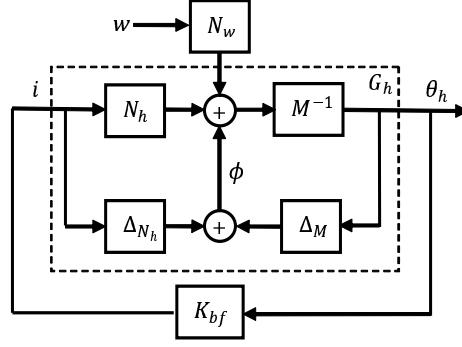 w N_w
i N_h + M^{-1} G_h θ_h
ϕ
Δ_{N_h} + Δ_M
K_{bf}